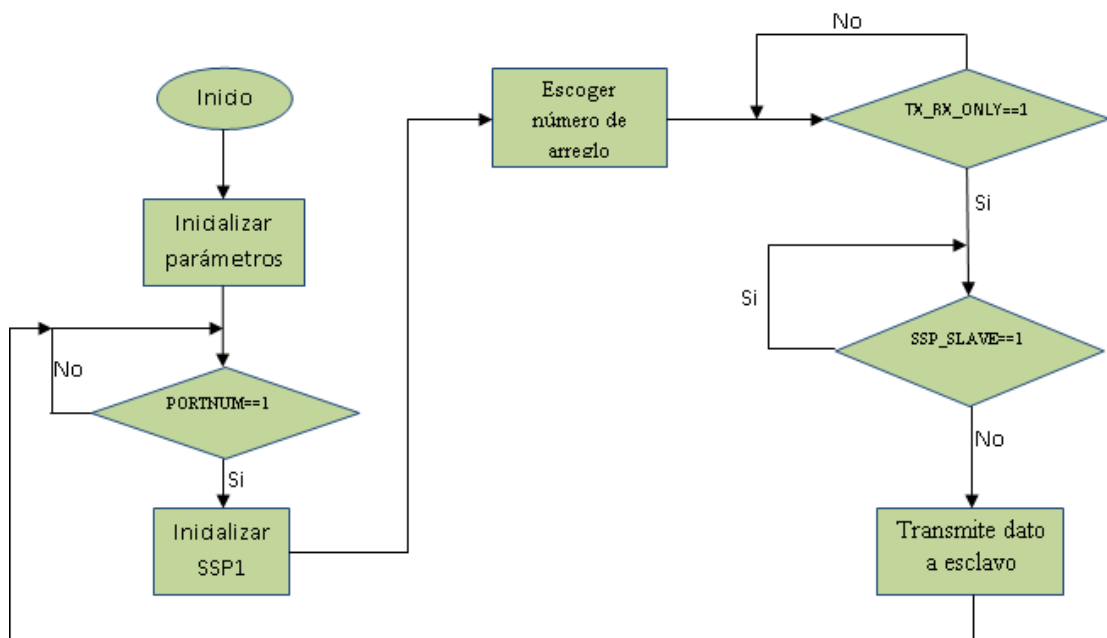 Inicio
Inicializar
parámetros
No
PORTNUM==1
Si
Inicializar
SSP1
Escoger
número de
arreglo
No
TX_RX_ONLY==1
Si
Si
SSP_SLAVE==1
No
Transmite dato
a esclavo